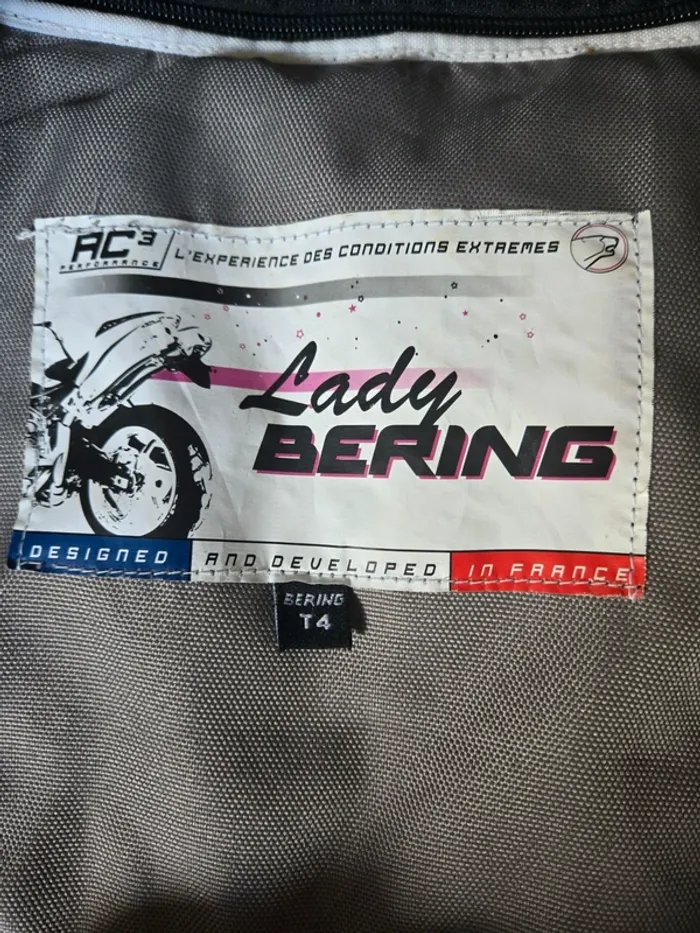 AC³ / L'EXPERIENCE DES CONDITIONS EXTREMES
PERFORMANCE
Lady
BERING
DESIGNED AND DEVELOPED IN FRANCE
BERING
T4